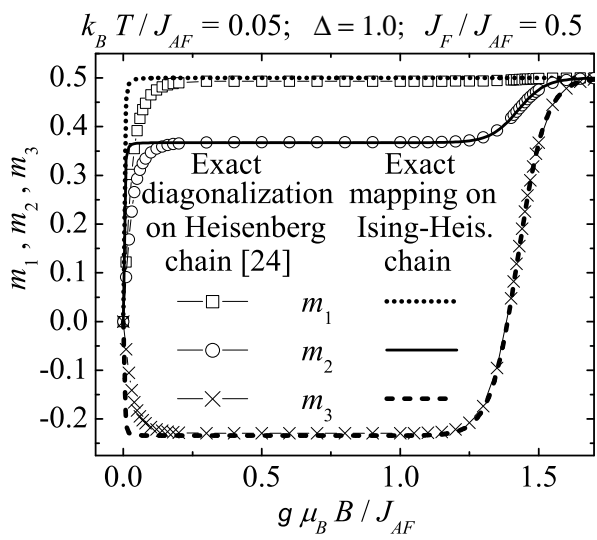 k_B T / J_AF = 0.05; Δ = 1.0; J_F / J_AF = 0.5
m_1 , m_2 , m_3
0.5
0.4
0.3
0.2
0.1
0.0
-0.1
-0.2
Exact diagonalization on Heisenberg chain [24]
Exact mapping on Ising-Heis. chain
m_1
m_2
m_3
0.0 0.5 1.0 1.5
g μ_B B / J_AF